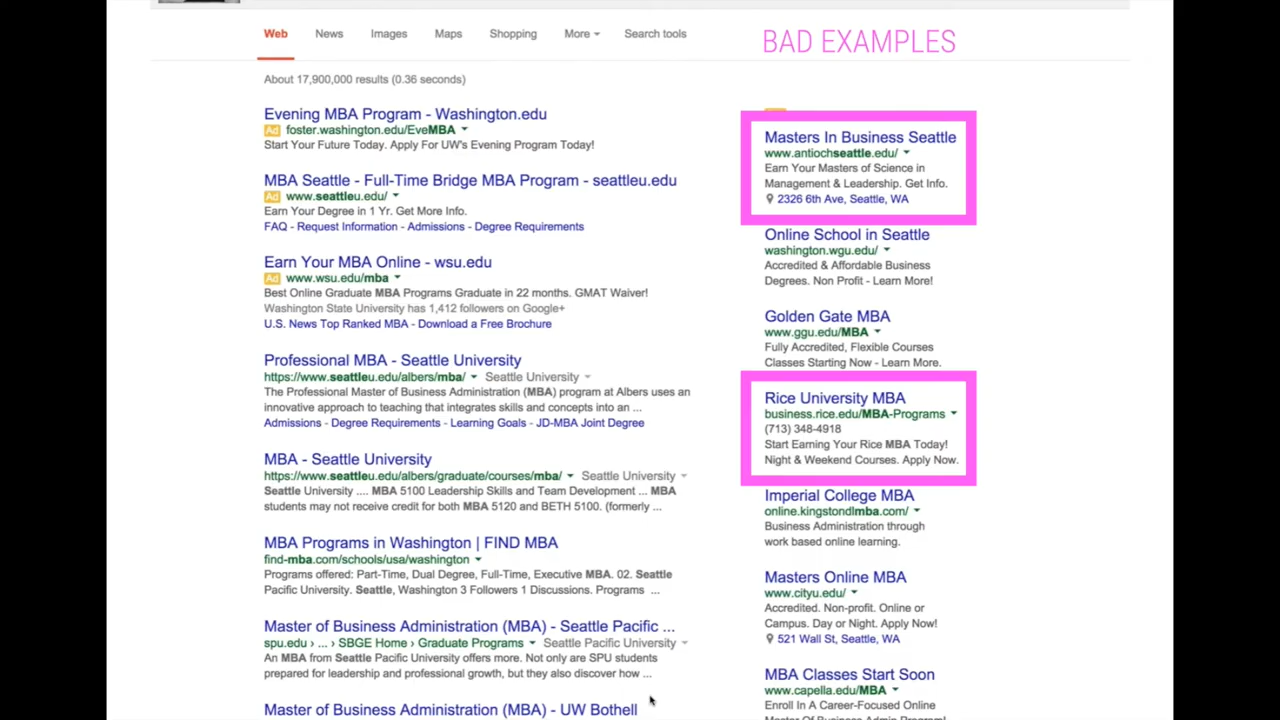 Web News Images Maps Shopping More Search tools
BAD EXAMPLES
About 17,900,000 results (0.36 seconds)
Evening MBA Program - Washington.edu
Ad foster.washington.edu/EveMBA
Start Your Future Today. Apply For UW's Evening Program Today!
MBA Seattle - Full-Time Bridge MBA Program - seattleu.edu
Ad www.seattleu.edu/
Earn Your Degree in 1 Yr. Get More Info.
FAQ - Request Information - Admissions - Degree Requirements
Earn Your MBA Online - wsu.edu
Ad www.wsu.edu/mba
Best Online Graduate MBA Programs Graduate in 22 months. GMAT Waiver!
Washington State University has 1,412 followers on Google+
U.S. News Top Ranked MBA - Download a Free Brochure
Professional MBA - Seattle University
https://www.seattleu.edu/albers/mba/ Seattle University
The Professional Master of Business Administration (MBA) program at Albers uses an
innovative approach to teaching that integrates skills and concepts into an ...
Admissions - Degree Requirements - Learning Goals - JD-MBA Joint Degree
MBA - Seattle University
https://www.seattleu.edu/albers/graduate/courses/mba/ Seattle University
Seattle University .... MBA 5100 Leadership Skills and Team Development ... MBA
students may not receive credit for both MBA 5120 and BETH 5100. (formerly ...
MBA Programs in Washington | FIND MBA
find-mba.com/schools/usa/washington
Programs offered: Part-Time, Dual Degree, Full-Time, Executive MBA. 02. Seattle
Pacific University. Seattle, Washington 3 Followers 1 Discussions. Programs ...
Master of Business Administration (MBA) - Seattle Pacific ...
spu.edu › ... › SBGE Home › Graduate Programs Seattle Pacific University
An MBA from Seattle Pacific University offers more. Not only are SPU students
prepared for leadership and professional growth, but they also discover how ...
Master of Business Administration (MBA) - UW Bothell
Masters In Business Seattle
www.antiochseattle.edu/
Earn Your Masters of Science in
Management & Leadership. Get Info.
2326 6th Ave, Seattle, WA
Online School in Seattle
washington.wgu.edu/
Accredited & Affordable Business
Degrees. Non Profit - Learn More!
Golden Gate MBA
www.ggu.edu/MBA
Fully Accredited, Flexible Courses
Classes Starting Now - Learn More.
Rice University MBA
business.rice.edu/MBA-Programs
(713) 348-4918
Start Earning Your Rice MBA Today!
Night & Weekend Courses. Apply Now.
Imperial College MBA
online.kingstondlmba.com/
Business Administration through
work based online learning.
Masters Online MBA
www.cityu.edu/
Accredited. Non-profit. Online or
Campus. Day or Night. Apply Now!
521 Wall St, Seattle, WA
MBA Classes Start Soon
www.capella.edu/MBA
Enroll In A Career-Focused Online